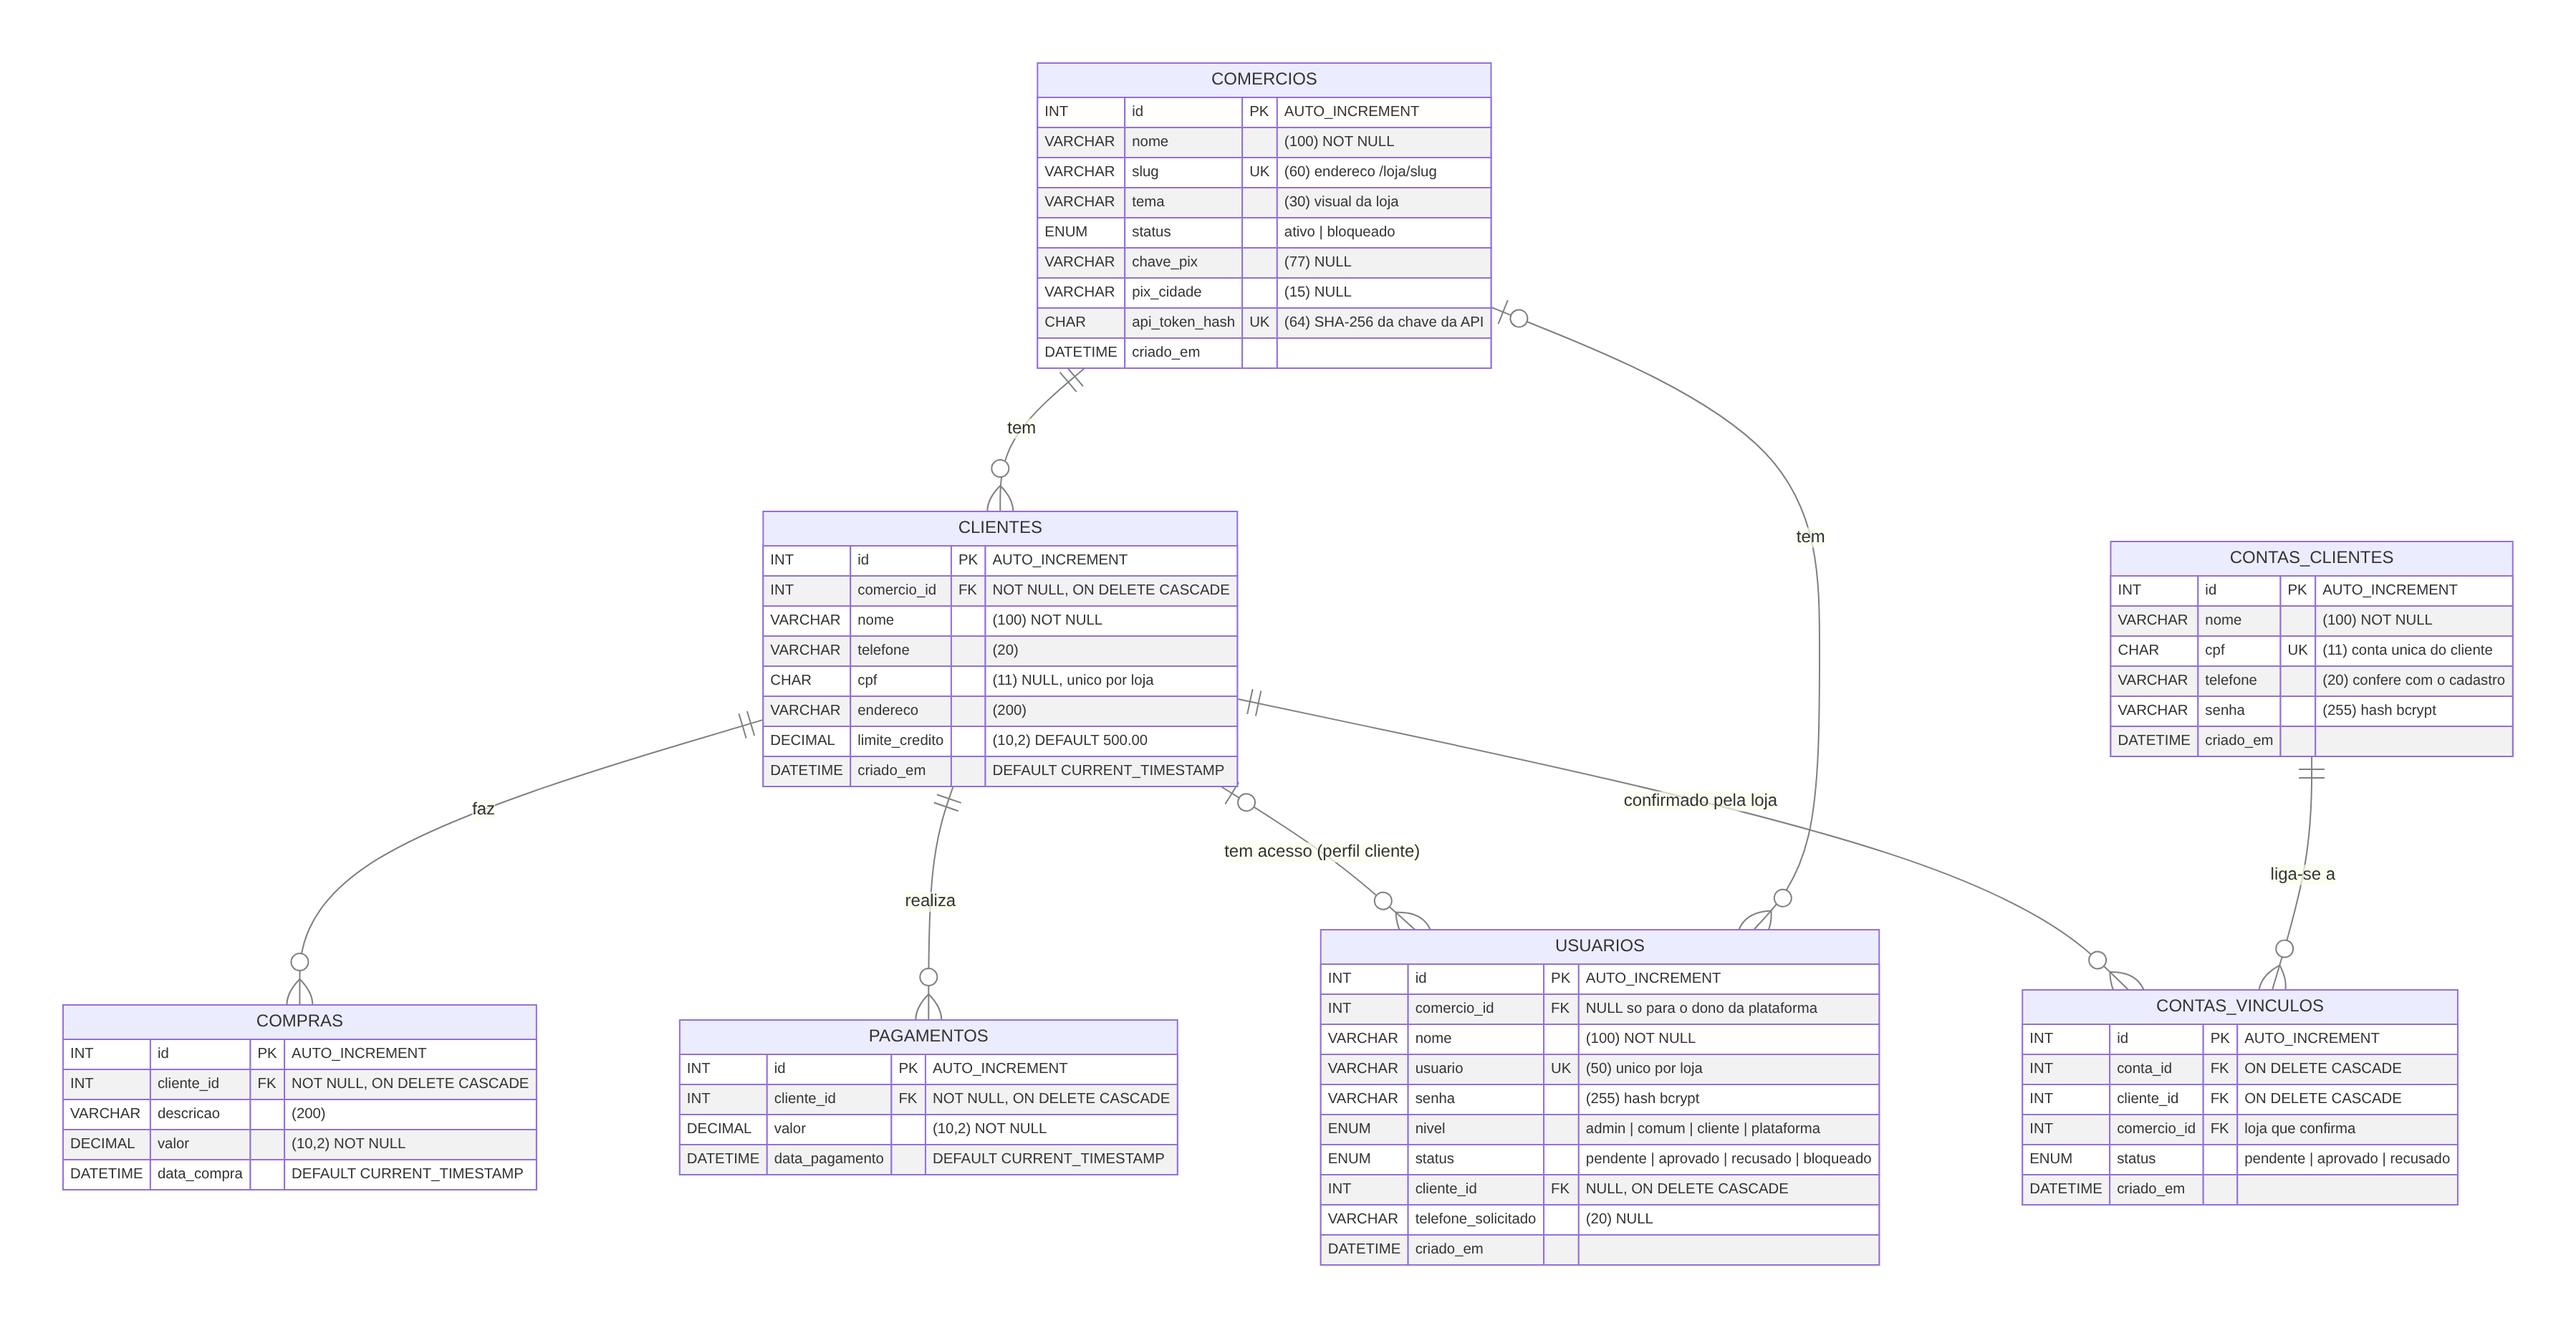 COMERCIOS
INT id PK AUTO_INCREMENT
VARCHAR nome (100) NOT NULL
VARCHAR slug UK (60) endereco /loja/slug
VARCHAR tema (30) visual da loja
ENUM status ativo | bloqueado
VARCHAR chave_pix (77) NULL
VARCHAR pix_cidade (15) NULL
CHAR api_token_hash UK (64) SHA-256 da chave da API
DATETIME criado_em
tem
tem
CLIENTES
INT id PK AUTO_INCREMENT
INT comercio_id FK NOT NULL, ON DELETE CASCADE
VARCHAR nome (100) NOT NULL
VARCHAR telefone (20)
CHAR cpf (11) NULL, unico por loja
VARCHAR endereco (200)
DECIMAL limite_credito (10,2) DEFAULT 500.00
DATETIME criado_em DEFAULT CURRENT_TIMESTAMP
CONTAS_CLIENTES
INT id PK AUTO_INCREMENT
VARCHAR nome (100) NOT NULL
CHAR cpf UK (11) conta unica do cliente
VARCHAR telefone (20) confere com o cadastro
VARCHAR senha (255) hash bcrypt
DATETIME criado_em
faz
realiza
tem acesso (perfil cliente)
confirmado pela loja
liga-se a
COMPRAS
INT id PK AUTO_INCREMENT
INT cliente_id FK NOT NULL, ON DELETE CASCADE
VARCHAR descricao (200)
DECIMAL valor (10,2) NOT NULL
DATETIME data_compra DEFAULT CURRENT_TIMESTAMP
PAGAMENTOS
INT id PK AUTO_INCREMENT
INT cliente_id FK NOT NULL, ON DELETE CASCADE
DECIMAL valor (10,2) NOT NULL
DATETIME data_pagamento DEFAULT CURRENT_TIMESTAMP
USUARIOS
INT id PK AUTO_INCREMENT
INT comercio_id FK NULL so para o dono da plataforma
VARCHAR nome (100) NOT NULL
VARCHAR usuario UK (50) unico por loja
VARCHAR senha (255) hash bcrypt
ENUM nivel admin | comum | cliente | plataforma
ENUM status pendente | aprovado | recusado | bloqueado
INT cliente_id FK NULL, ON DELETE CASCADE
VARCHAR telefone_solicitado (20) NULL
DATETIME criado_em
CONTAS_VINCULOS
INT id PK AUTO_INCREMENT
INT conta_id FK ON DELETE CASCADE
INT cliente_id FK ON DELETE CASCADE
INT comercio_id FK loja que confirma
ENUM status pendente | aprovado | recusado
DATETIME criado_em